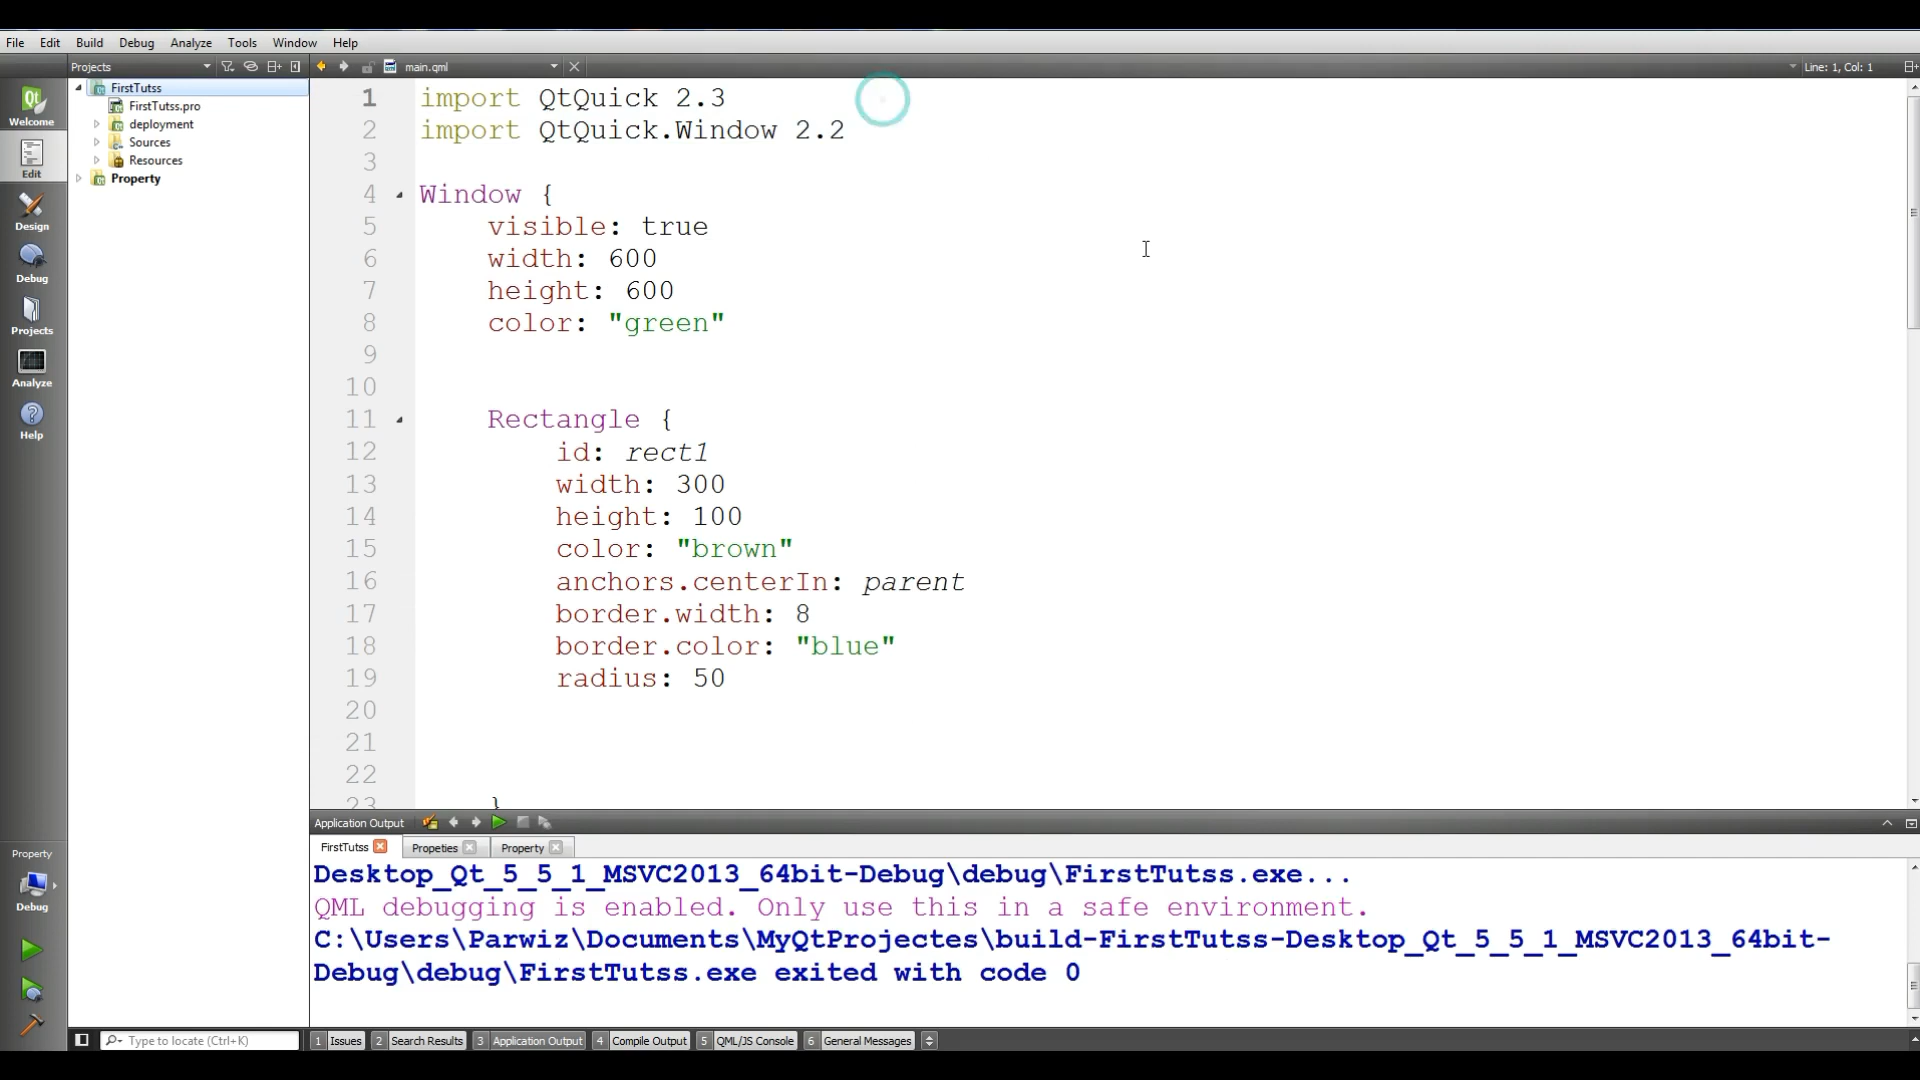 File Edit Build Debug Analyze Tools Window Help
Projects main.qml Line: 1, Col: 1
FirstTutss
FirstTutss.pro
deployment
Sources
Resources
Property
Qt
Welcome
Edit
Design
Debug
Projects
Analyze
Help
1 import QtQuick 2.3
2 import QtQuick.Window 2.2
3
4 Window {
5 visible: true
6 width: 600
7 height: 600
8 color: "green"
9
10
11 Rectangle {
12 id: rect1
13 width: 300
14 height: 100
15 color: "brown"
16 anchors.centerIn: parent
17 border.width: 8
18 border.color: "blue"
19 radius: 50
20
21
22
23 }
Property
Debug
Application Output
FirstTutss Propeties Property
Desktop_Qt_5_5_1_MSVC2013_64bit-Debug\debug\FirstTutss.exe...
QML debugging is enabled. Only use this in a safe environment.
C:\Users\Parwiz\Documents\MyQtProjectes\build-FirstTutss-Desktop_Qt_5_5_1_MSVC2013_64bit-
Debug\debug\FirstTutss.exe exited with code 0
Type to locate (Ctrl+K) 1 Issues 2 Search Results 3 Application Output 4 Compile Output 5 QML/JS Console 6 General Messages